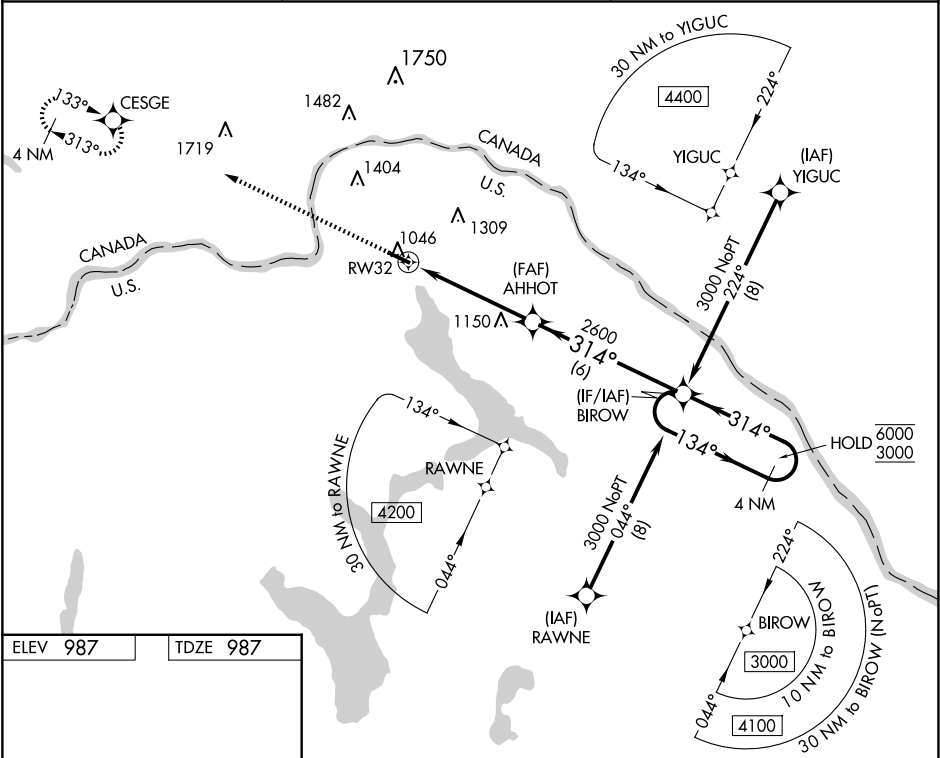 1750
30 NM to YIGUC
1482
4400
224°
133°
CESGE
313°
4 NM
1719
CANADA
U.S.
134°
YIGUC
(IAF)
YIGUC
1404
1309
CANADA
U.S.
1046
RW32
(FAF)
AHHOT
3000 NoPT
224°
(8)
1150
2600
314°
(6)
(IF/IAF)
BIROW
314°
134°
HOLD 6000
3000
4 NM
134°
RAWNE
30 NM to RAWNE
4200
044°
3000 NoPT
044°
(8)
(IAF)
RAWNE
224°
BIROW
3000
10 NM to BIROW
044°
4100
30 NM to BIROW (NoPT)
ELEV 987
TDZE 987